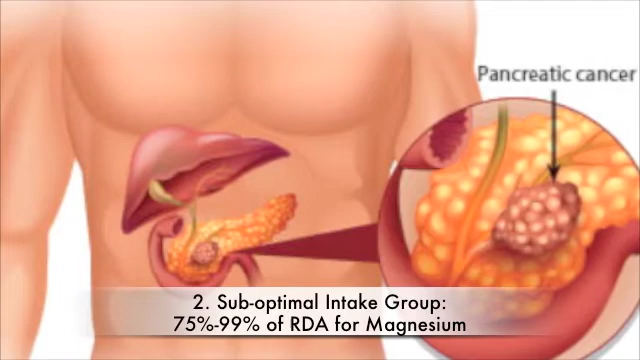 Pancreatic cancer
2. Sub-optimal Intake Group:
75%-99% of RDA for Magnesium